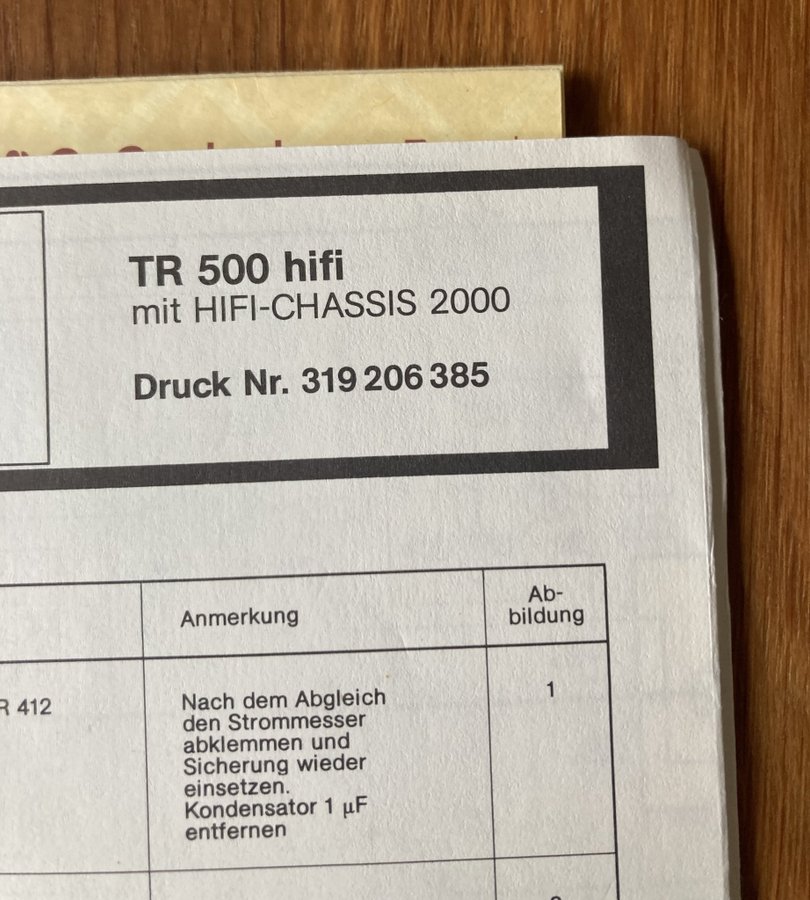 TR 500 hifi
mit HIFI-CHASSIS 2000
Druck Nr. 319 206 385
Anmerkung
Ab-
bildung
R 412
Nach dem Abgleich
den Strommesser
abklemmen und
Sicherung wieder
einsetzen.
Kondensator 1 µF
entfernen
1